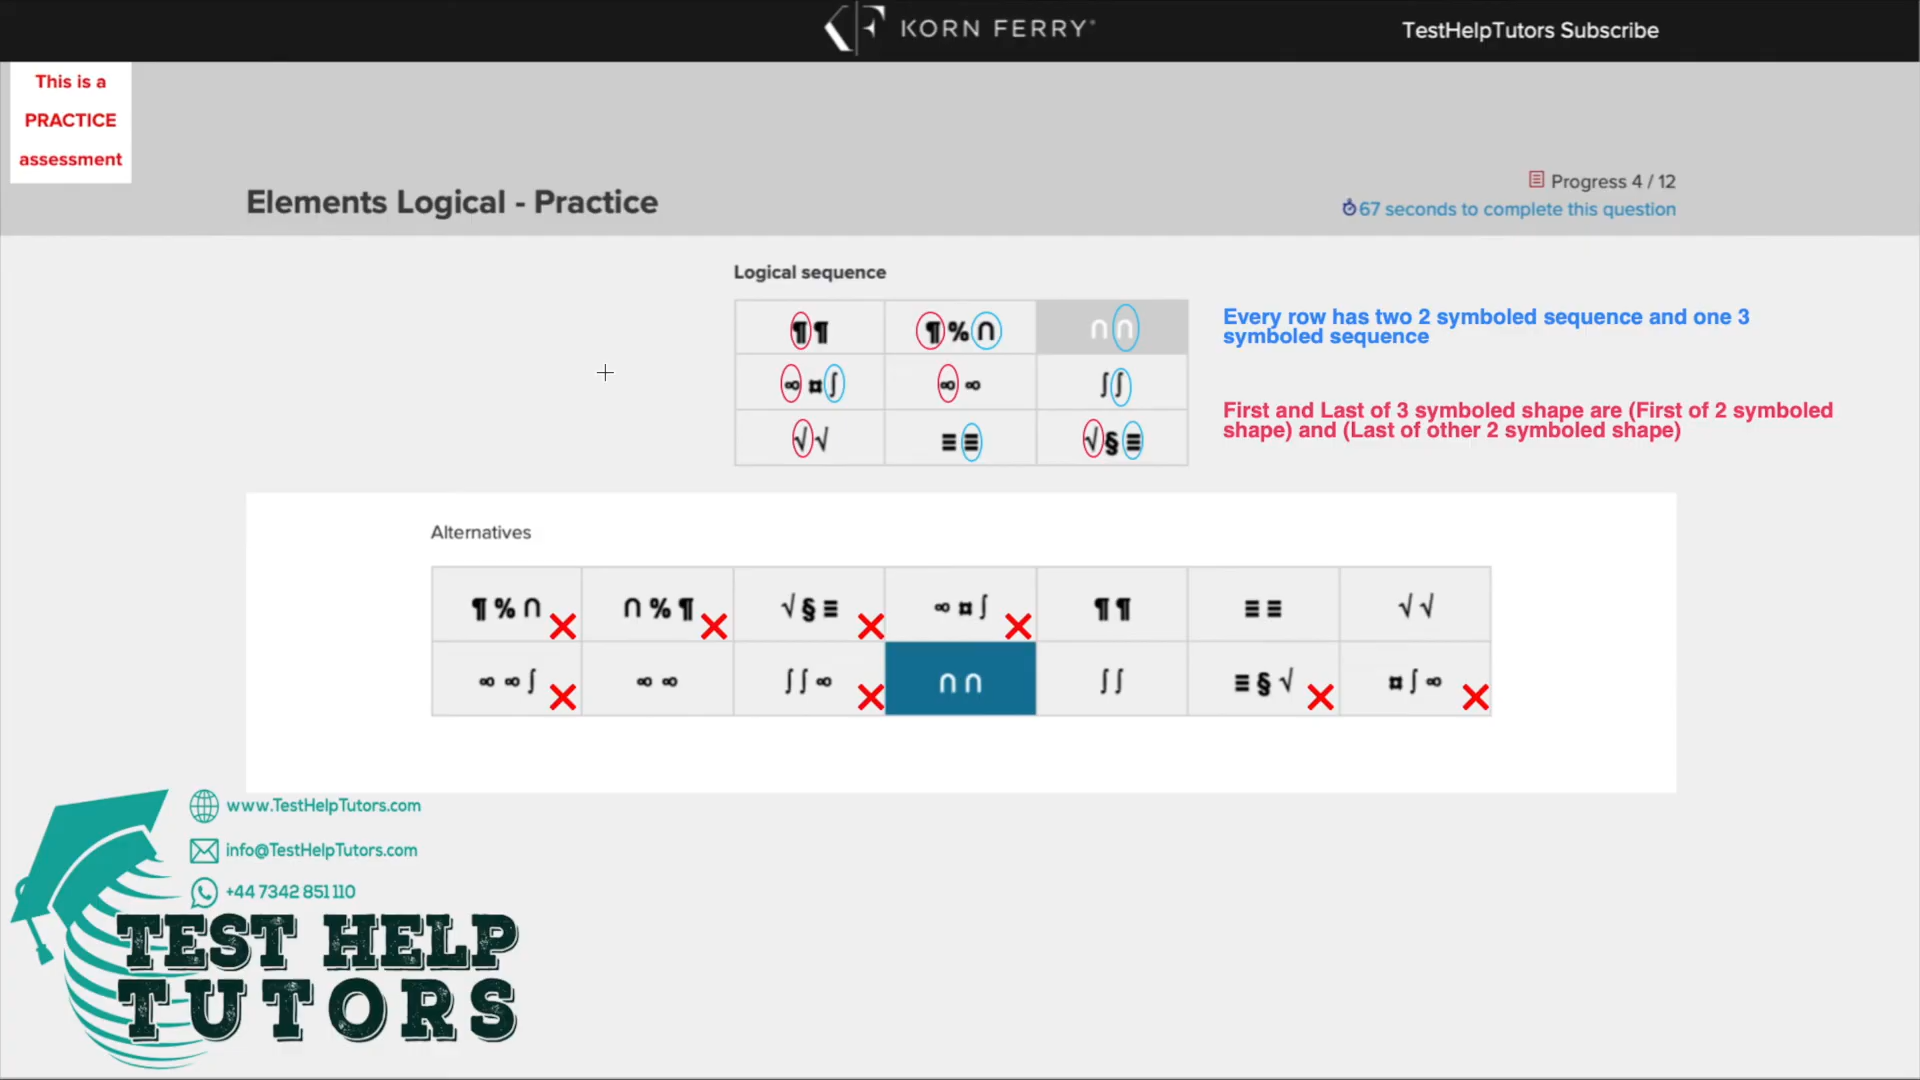 KORN FERRY®
TestHelpTutors Subscribe
This is a
PRACTICE
assessment
Elements Logical - Practice
Progress 4 / 12
67 seconds to complete this question
Logical sequence
¶ ¶
¶ % ∩
∩ ∩
∞ ¤ ∫
∞ ∞
∫ ∫
√ √
≡ ≡
√ § ≡
Every row has two 2 symboled sequence and one 3
symboled sequence
First and Last of 3 symboled shape are (First of 2 symboled
shape) and (Last of other 2 symboled shape)
Alternatives
¶ % ∩
∩ % ¶
√ § ≡
∞ ¤ ∫
¶ ¶
≡ ≡
√ √
∞ ∞ ∫
∞ ∞
∫ ∫ ∞
∩ ∩
∫ ∫
≡ § √
¤ ∫ ∞
www.TestHelpTutors.com
info@TestHelpTutors.com
+44 7342 851 110
TEST HELP
TUTORS